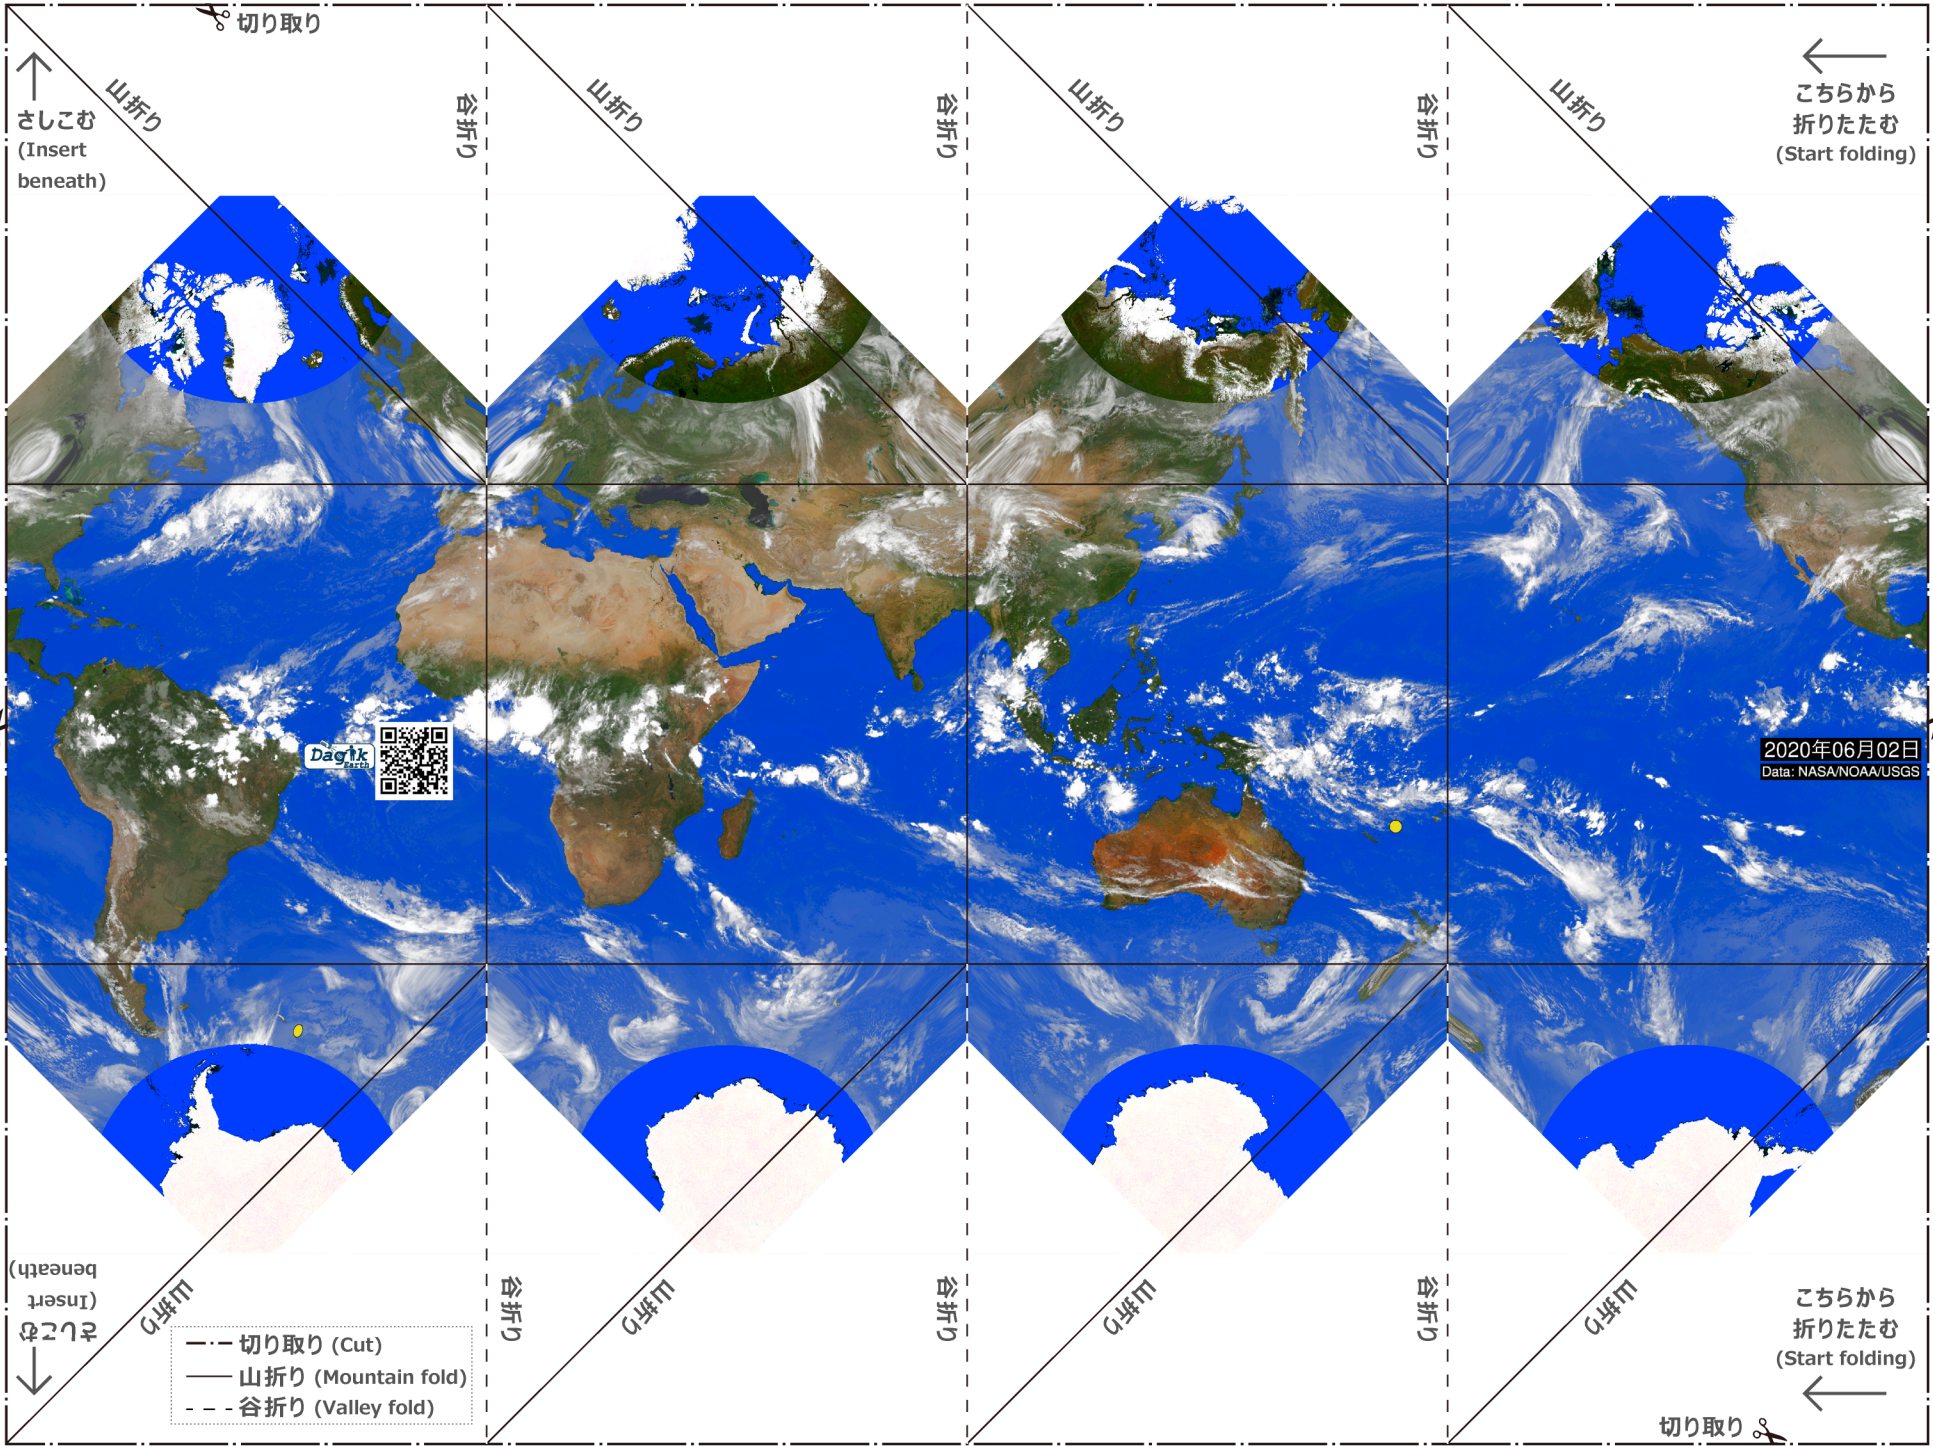 切り取り
山折り
谷折り
山折り
谷折り
山折り
谷折り
山折り
さしこむ
(Insert
beneath)
こちらから
折りたたむ
(Start folding)
Dagik
Earth
2020年06月02日
Data: NASA/NOAA/USGS
さしこむ
(Insert
beneath)
山折り
谷折り
山折り
谷折り
山折り
谷折り
山折り
切り取り (Cut)
山折り (Mountain fold)
谷折り (Valley fold)
こちらから
折りたたむ
(Start folding)
切り取り